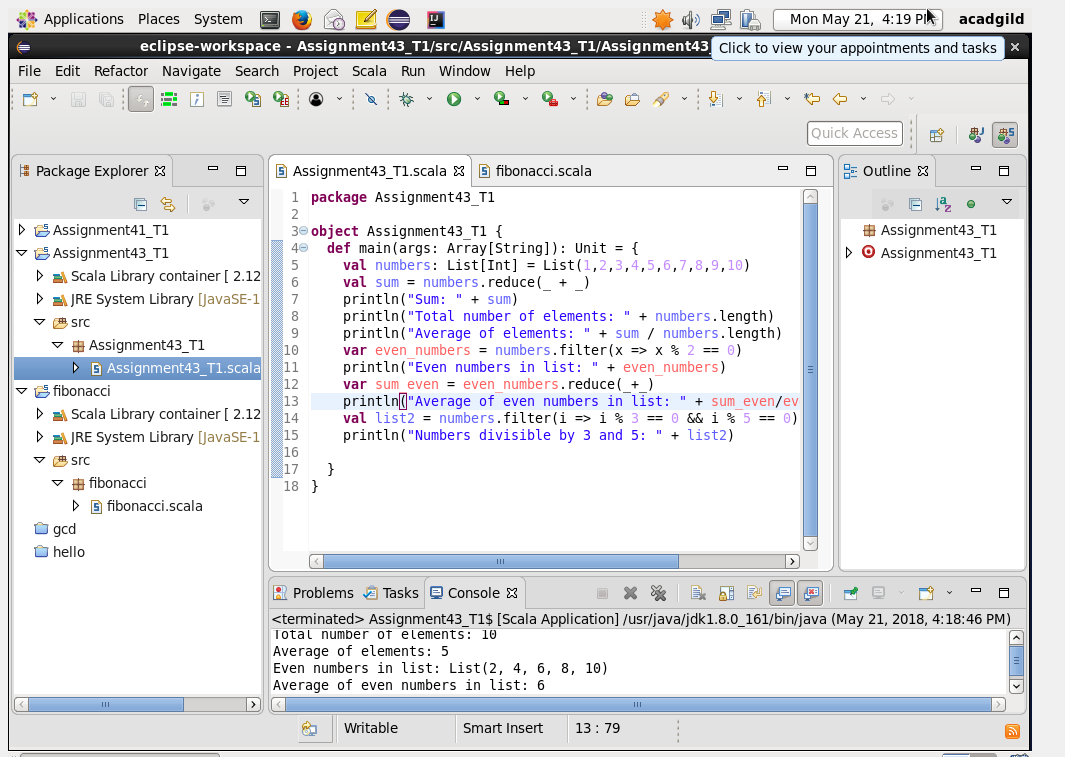 Applications Places System
Mon May 21, 4:19
acadgild
eclipse-workspace - Assignment43_T1/src/Assignment43_T1/Assignment43_
Click to view your appointments and tasks
File Edit Refactor Navigate Search Project Scala Run Window Help
Quick Access
Package Explorer
Assignment41_T1
Assignment43_T1
Scala Library container [ 2.12
JRE System Library [JavaSE-1
src
Assignment43_T1
Assignment43_T1.scala
fibonacci
Scala Library container [ 2.12
JRE System Library [JavaSE-1
src
fibonacci
fibonacci.scala
gcd
hello
Assignment43_T1.scala
fibonacci.scala
1 package Assignment43_T1
2
3 object Assignment43_T1 {
4 def main(args: Array[String]): Unit = {
5 val numbers: List[Int] = List(1,2,3,4,5,6,7,8,9,10)
6 val sum = numbers.reduce(_ + _)
7 println("Sum: " + sum)
8 println("Total number of elements: " + numbers.length)
9 println("Average of elements: " + sum / numbers.length)
10 var even_numbers = numbers.filter(x => x % 2 == 0)
11 println("Even numbers in list: " + even_numbers)
12 var sum_even = even_numbers.reduce(_+_)
13 println("Average of even numbers in list: " + sum_even/ev
14 val list2 = numbers.filter(i => i % 3 == 0 && i % 5 == 0)
15 println("Numbers divisible by 3 and 5: " + list2)
16
17 }
18 }
Outline
Assignment43_T1
Assignment43_T1
Problems Tasks Console
<terminated> Assignment43_T1$ [Scala Application] /usr/java/jdk1.8.0_161/bin/java (May 21, 2018, 4:18:46 PM)
Total number of elements: 10
Average of elements: 5
Even numbers in list: List(2, 4, 6, 8, 10)
Average of even numbers in list: 6
Writable Smart Insert 13 : 79